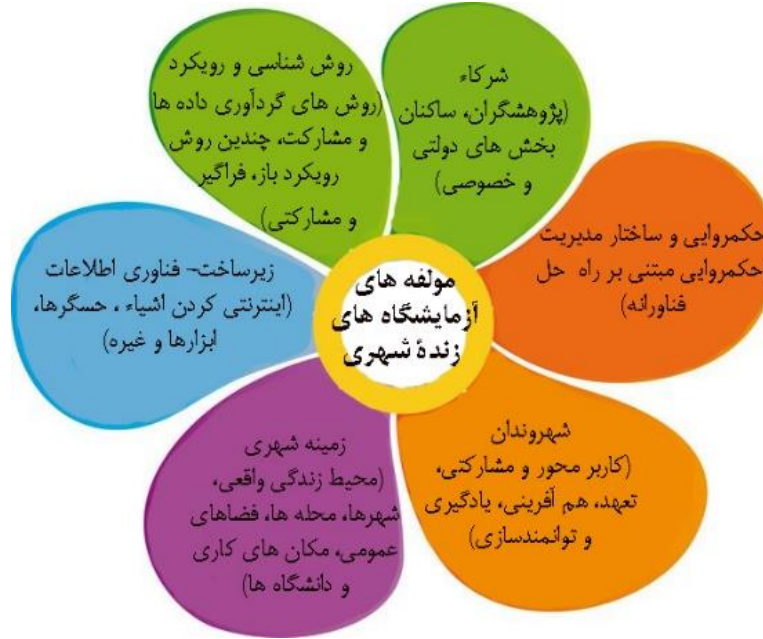 مولفه های
آزمایشگاه های
زندهٔ شهری
شرکاء
(پژوهشگران، ساکنان
بخش های دولتی
و خصوصی)
حکمروایی و ساختار مدیریت
حکمروایی مبتنی بر راه حل
فناورانه)
شهروندان
(کاربر محور و مشارکتی،
تعهد، هم آفرینی، یادگیری
و توانمندسازی)
زمینه شهری
(محیط زندگی واقعی،
شهرها، محله ها، فضاهای
عمومی، مکان های کاری
و دانشگاه ها)
زیرساخت- فناوری اطلاعات
(اینترنتی کردن اشیاء ، حسگرها،
ابزارها و غیره)
روش شناسی و رویکرد
(روش های گردآوری داده ها
و مشارکت، چندین روش
رویکرد باز، فراگیر
و مشارکتی)